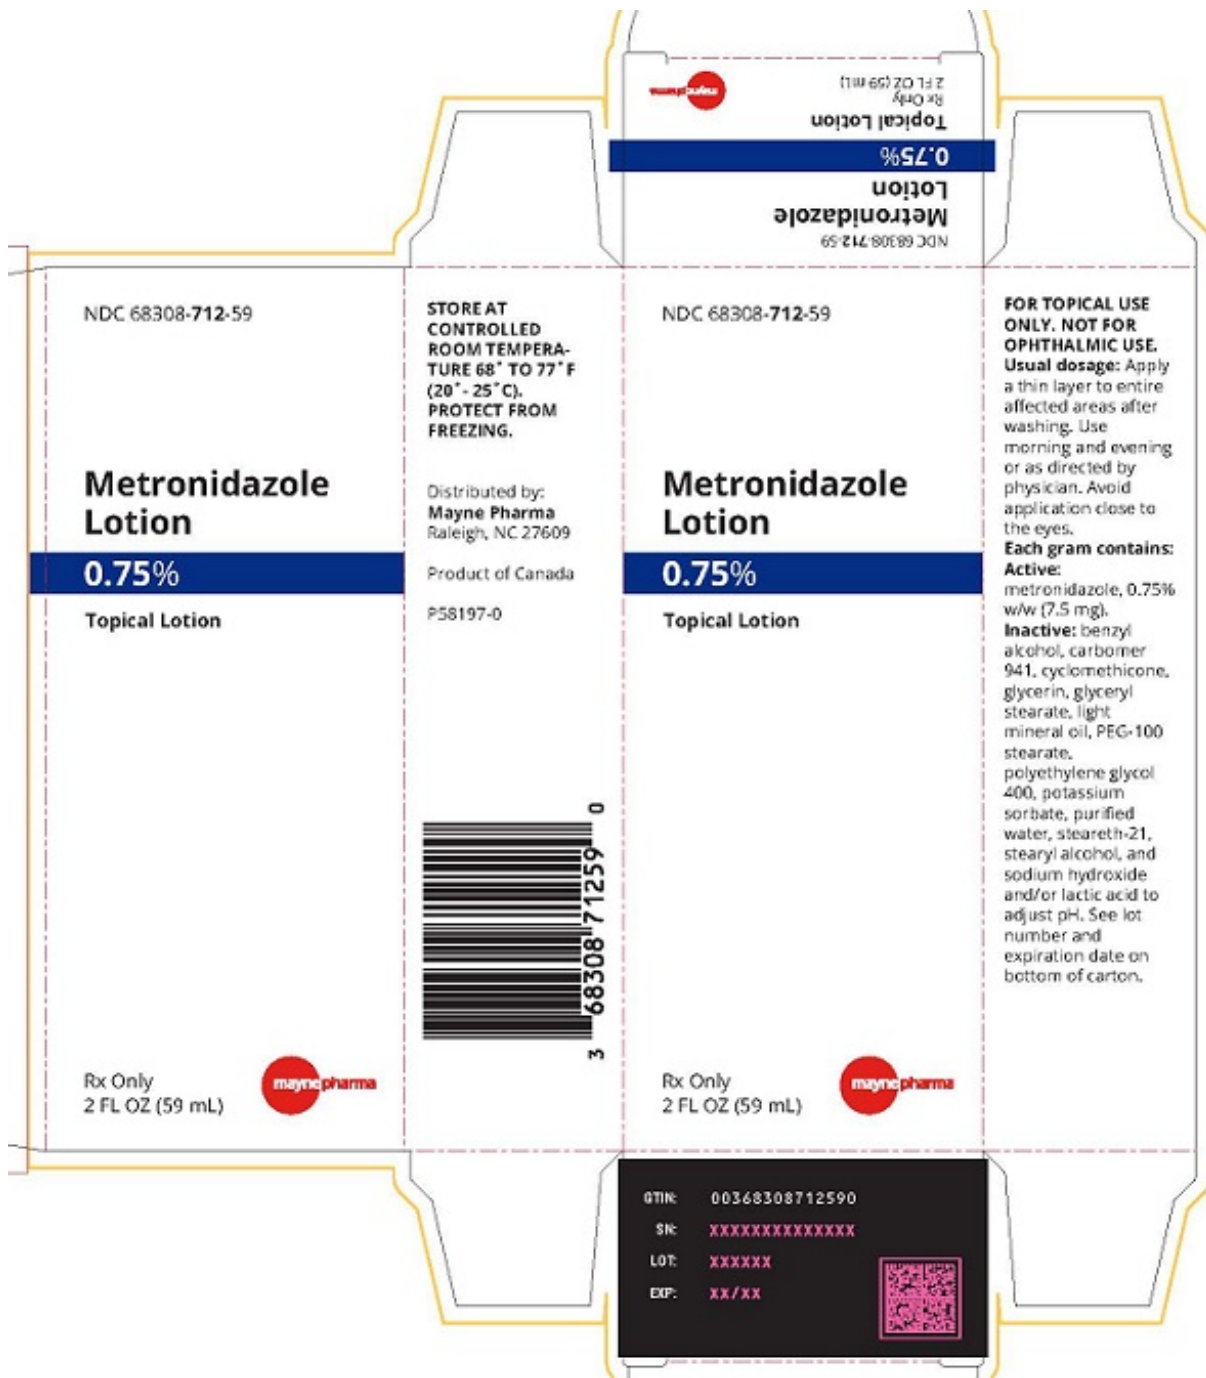 mayne pharma
2 FL OZ (59 mL)
Rx Only
Topical Lotion
0.75%
Lotion
Metronidazole
NDC 68308-712-59
NDC 68308-712-59
Metronidazole
Lotion
0.75%
Topical Lotion
Rx Only
2 FL OZ (59 mL)
mayne pharma
STORE AT
CONTROLLED
ROOM TEMPERA-
TURE 68˚ TO 77˚F
(20˚- 25˚C).
PROTECT FROM
FREEZING.
Distributed by:
Mayne Pharma
Raleigh, NC 27609
Product of Canada
P58197-0
3 68308 71259 0
NDC 68308-712-59
Metronidazole
Lotion
0.75%
Topical Lotion
Rx Only
2 FL OZ (59 mL)
mayne pharma
FOR TOPICAL USE
ONLY. NOT FOR
OPHTHALMIC USE.
Usual dosage: Apply
a thin layer to entire
affected areas after
washing. Use
morning and evening
or as directed by
physician. Avoid
application close to
the eyes.
Each gram contains:
Active:
metronidazole, 0.75%
w/w (7.5 mg).
Inactive: benzyl
alcohol, carbomer
941, cyclomethicone,
glycerin, glyceryl
stearate, light
mineral oil, PEG-100
stearate,
polyethylene glycol
400, potassium
sorbate, purified
water, steareth-21,
stearyl alcohol, and
sodium hydroxide
and/or lactic acid to
adjust pH. See lot
number and
expiration date on
bottom of carton.
GTIN: 00368308712590
SN: XXXXXXXXXXXXXX
LOT: XXXXXX
EXP: XX/XX